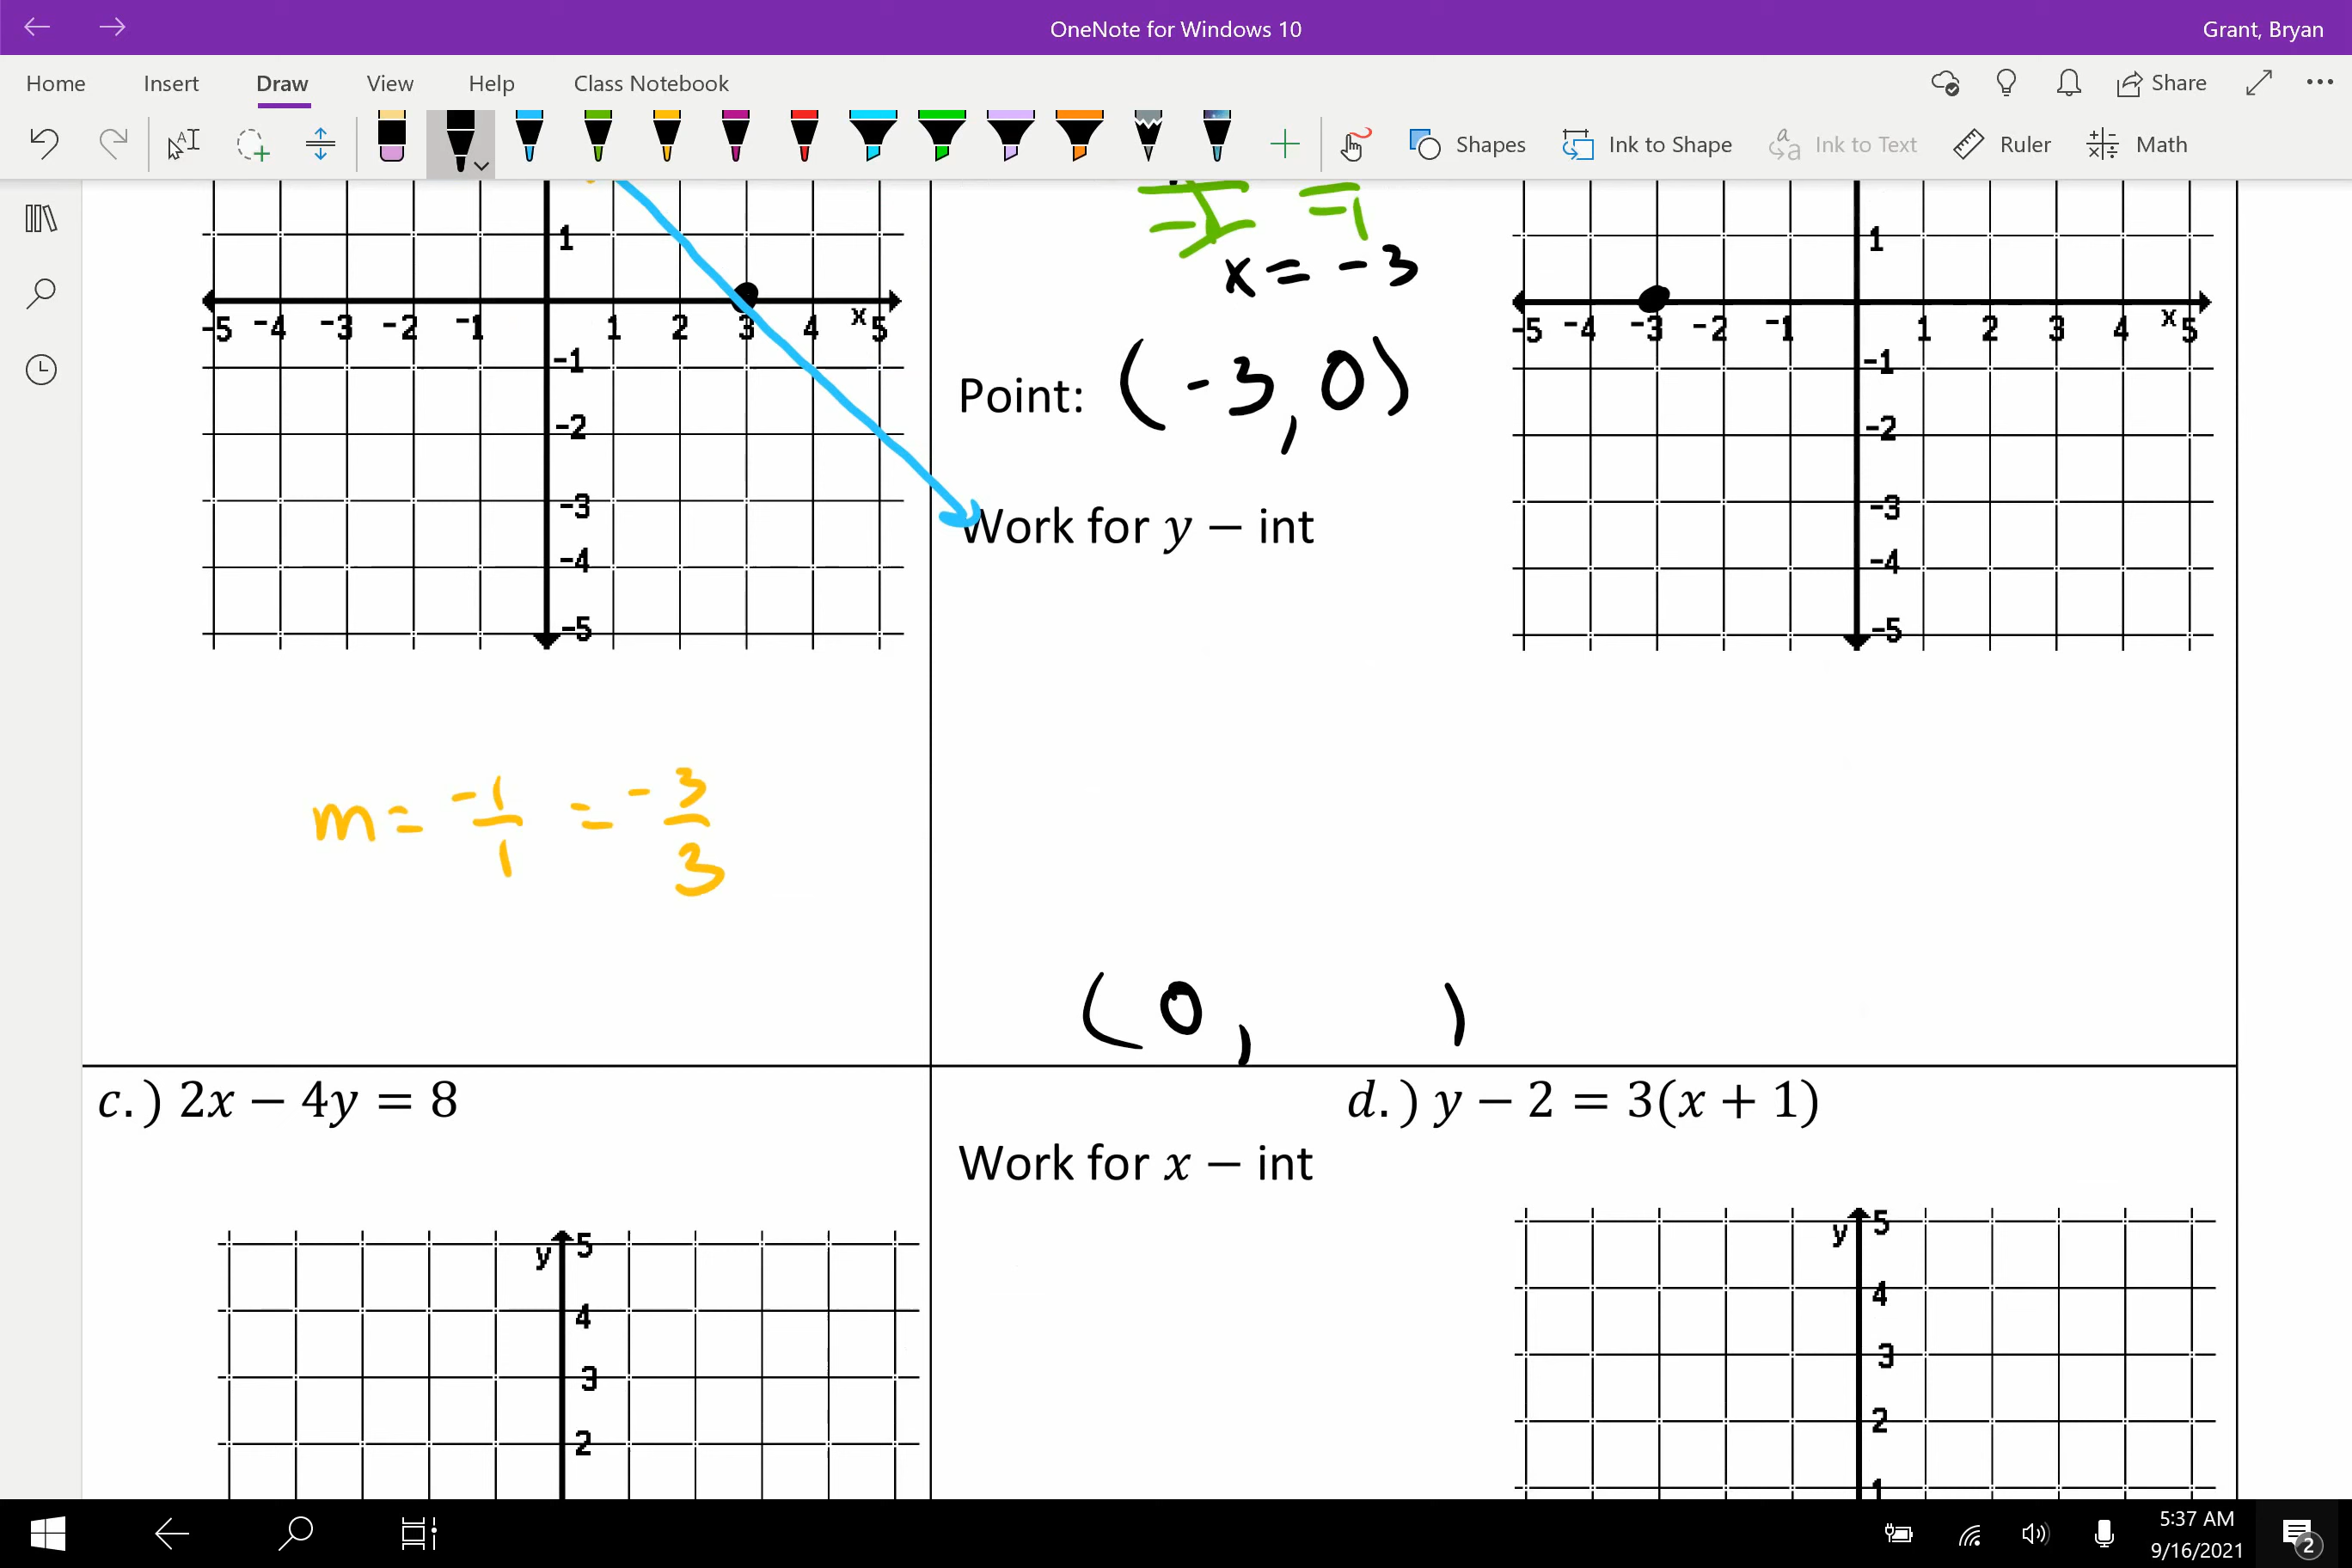 OneNote for Windows 10
Grant, Bryan
Home Insert Draw View Help Class Notebook Share
Shapes Ink to Shape Ink to Text Ruler Math
1
x
-5 -4 -3 -2 -1 1 2 3 4 5
-1
-2
-3
-4
-5
m = -1/1 = -3/3
-1 -1
x = -3
Point: (-3, 0)
Work for y − int
(0, )
1
x
-5 -4 -3 -2 -1 1 2 3 4 5
-1
-2
-3
-4
-5
c.) 2x − 4y = 8
y
5
4
3
2
d.) y − 2 = 3(x + 1)
Work for x − int
y
5
4
3
2
1
5:37 AM
9/16/2021
2